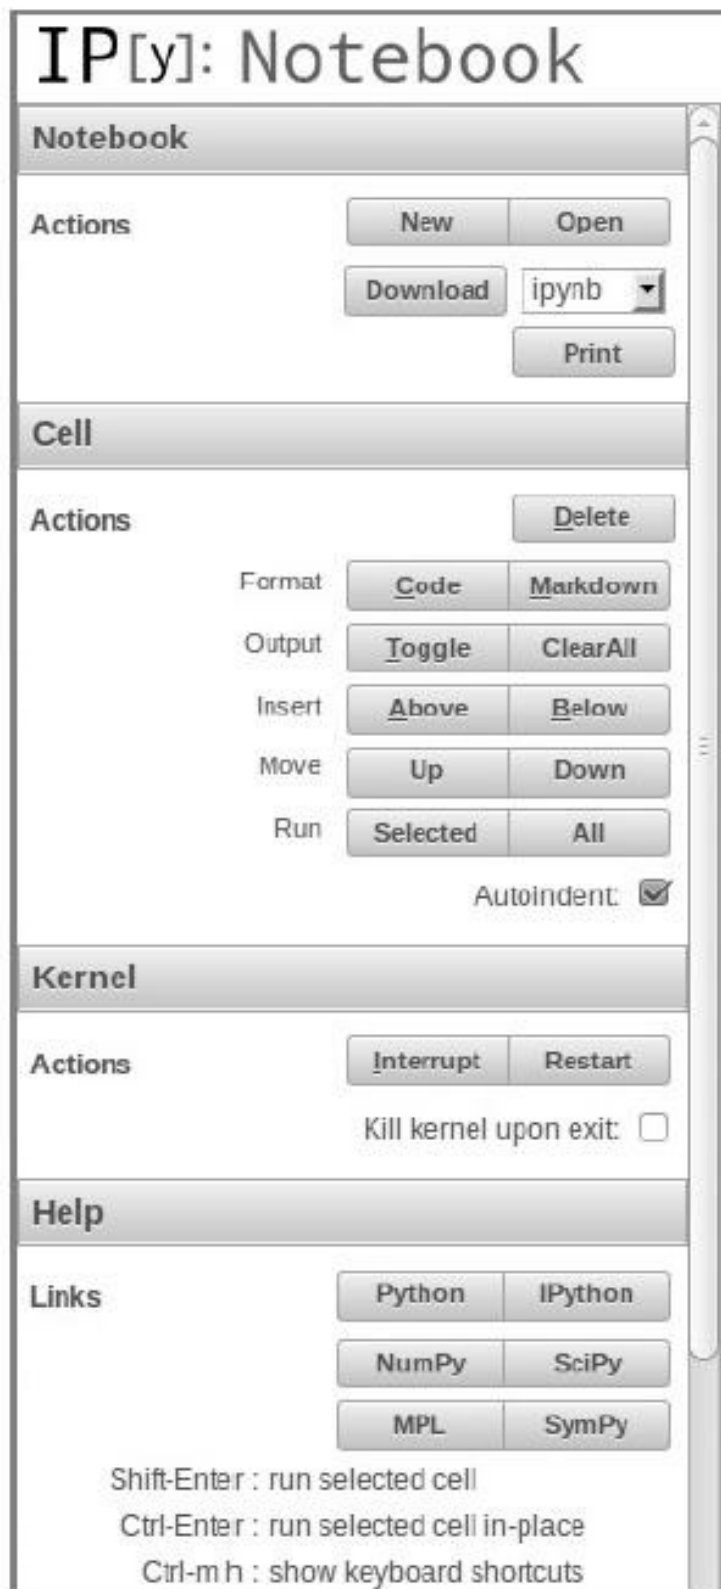 IP[y]: Notebook
Notebook
Actions New Open
Download ipynb
Print
Cell
Actions Delete
Format Code Markdown
Output Toggle ClearAll
Insert Above Below
Move Up Down
Run Selected All
Autoindent:
Kernel
Actions Interrupt Restart
Kill kernel upon exit:
Help
Links Python IPython
NumPy SciPy
MPL SymPy
Shift-Enter : run selected cell
Ctrl-Enter : run selected cell in-place
Ctrl-m h : show keyboard shortcuts